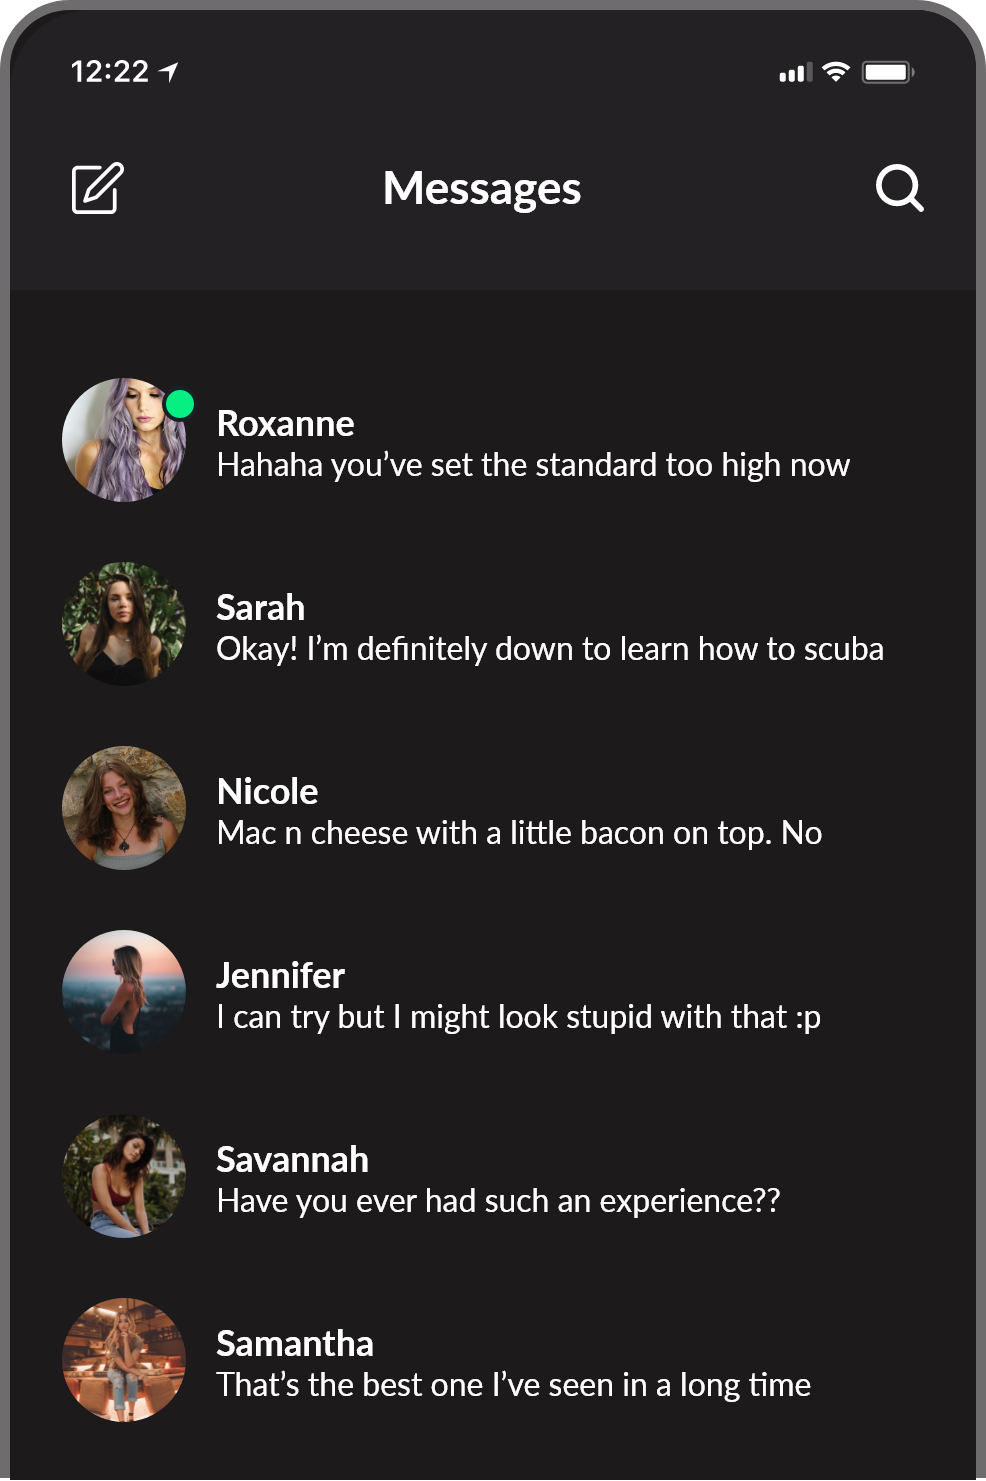 12:22
Messages
Roxanne
Hahaha you’ve set the standard too high now
Sarah
Okay! I’m definitely down to learn how to scuba
Nicole
Mac n cheese with a little bacon on top. No
Jennifer
I can try but I might look stupid with that :p
Savannah
Have you ever had such an experience??
Samantha
That’s the best one I’ve seen in a long time